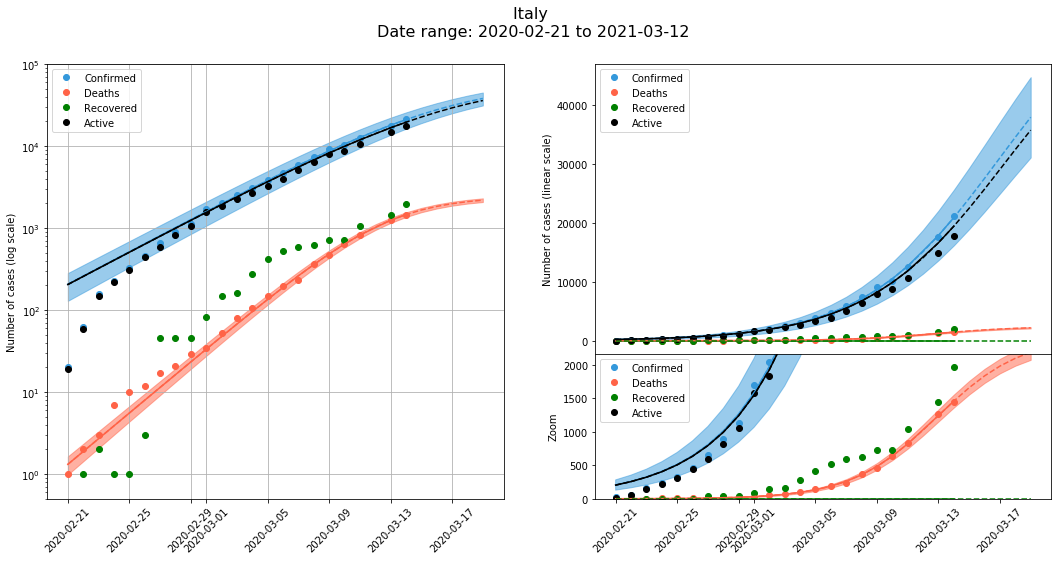 Italy
Date range: 2020-02-21 to 2021-03-12
Number of cases (log scale)
10^5
10^4
10^3
10^2
10^1
10^0
Confirmed
Deaths
Recovered
Active
2020-02-21
2020-02-25
2020-02-29
2020-03-01
2020-03-05
2020-03-09
2020-03-13
2020-03-17
Number of cases (linear scale)
40000
30000
20000
10000
0
Confirmed
Deaths
Recovered
Active
Zoom
2000
1500
1000
500
0
Confirmed
Deaths
Recovered
Active
2020-02-21
2020-02-25
2020-02-29
2020-03-01
2020-03-05
2020-03-09
2020-03-13
2020-03-17